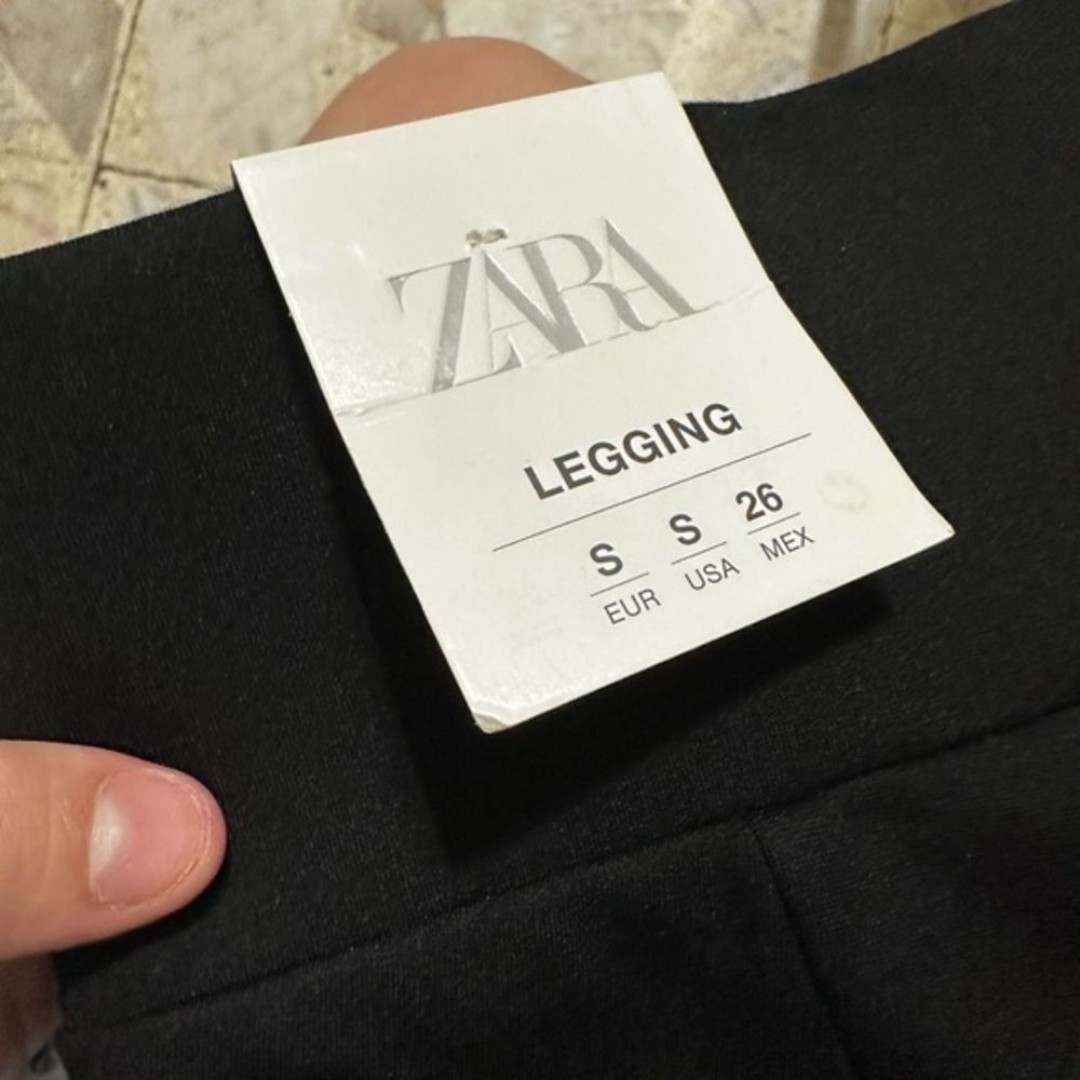 ZARA
LEGGING
S S 26
EUR USA MEX